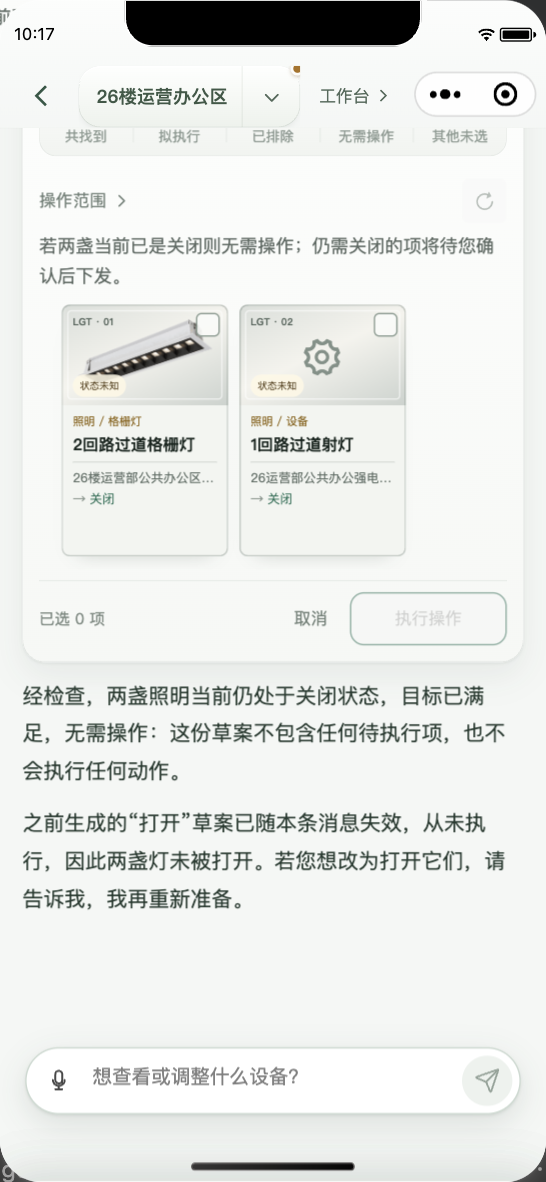 10:17
26楼运营办公区
工作台
共找到 拟执行 已排除 无需操作 其他未选
操作范围
若两盏当前已是关闭则无需操作；仍需关闭的项将待您确
认后下发。
LGT · 01
状态未知
照明 / 格栅灯
2回路过道格栅灯
26楼运营部公共办公区...
→ 关闭
LGT · 02
状态未知
照明 / 设备
1回路过道射灯
26运营部公共办公强电...
→ 关闭
已选 0 项
取消
执行操作
经检查，两盏照明当前仍处于关闭状态，目标已满
足，无需操作：这份草案不包含任何待执行项，也不
会执行任何动作。
之前生成的“打开”草案已随本条消息失效，从未执
行，因此两盏灯未被打开。若您想改为打开它们，请
告诉我，我再重新准备。
想查看或调整什么设备？